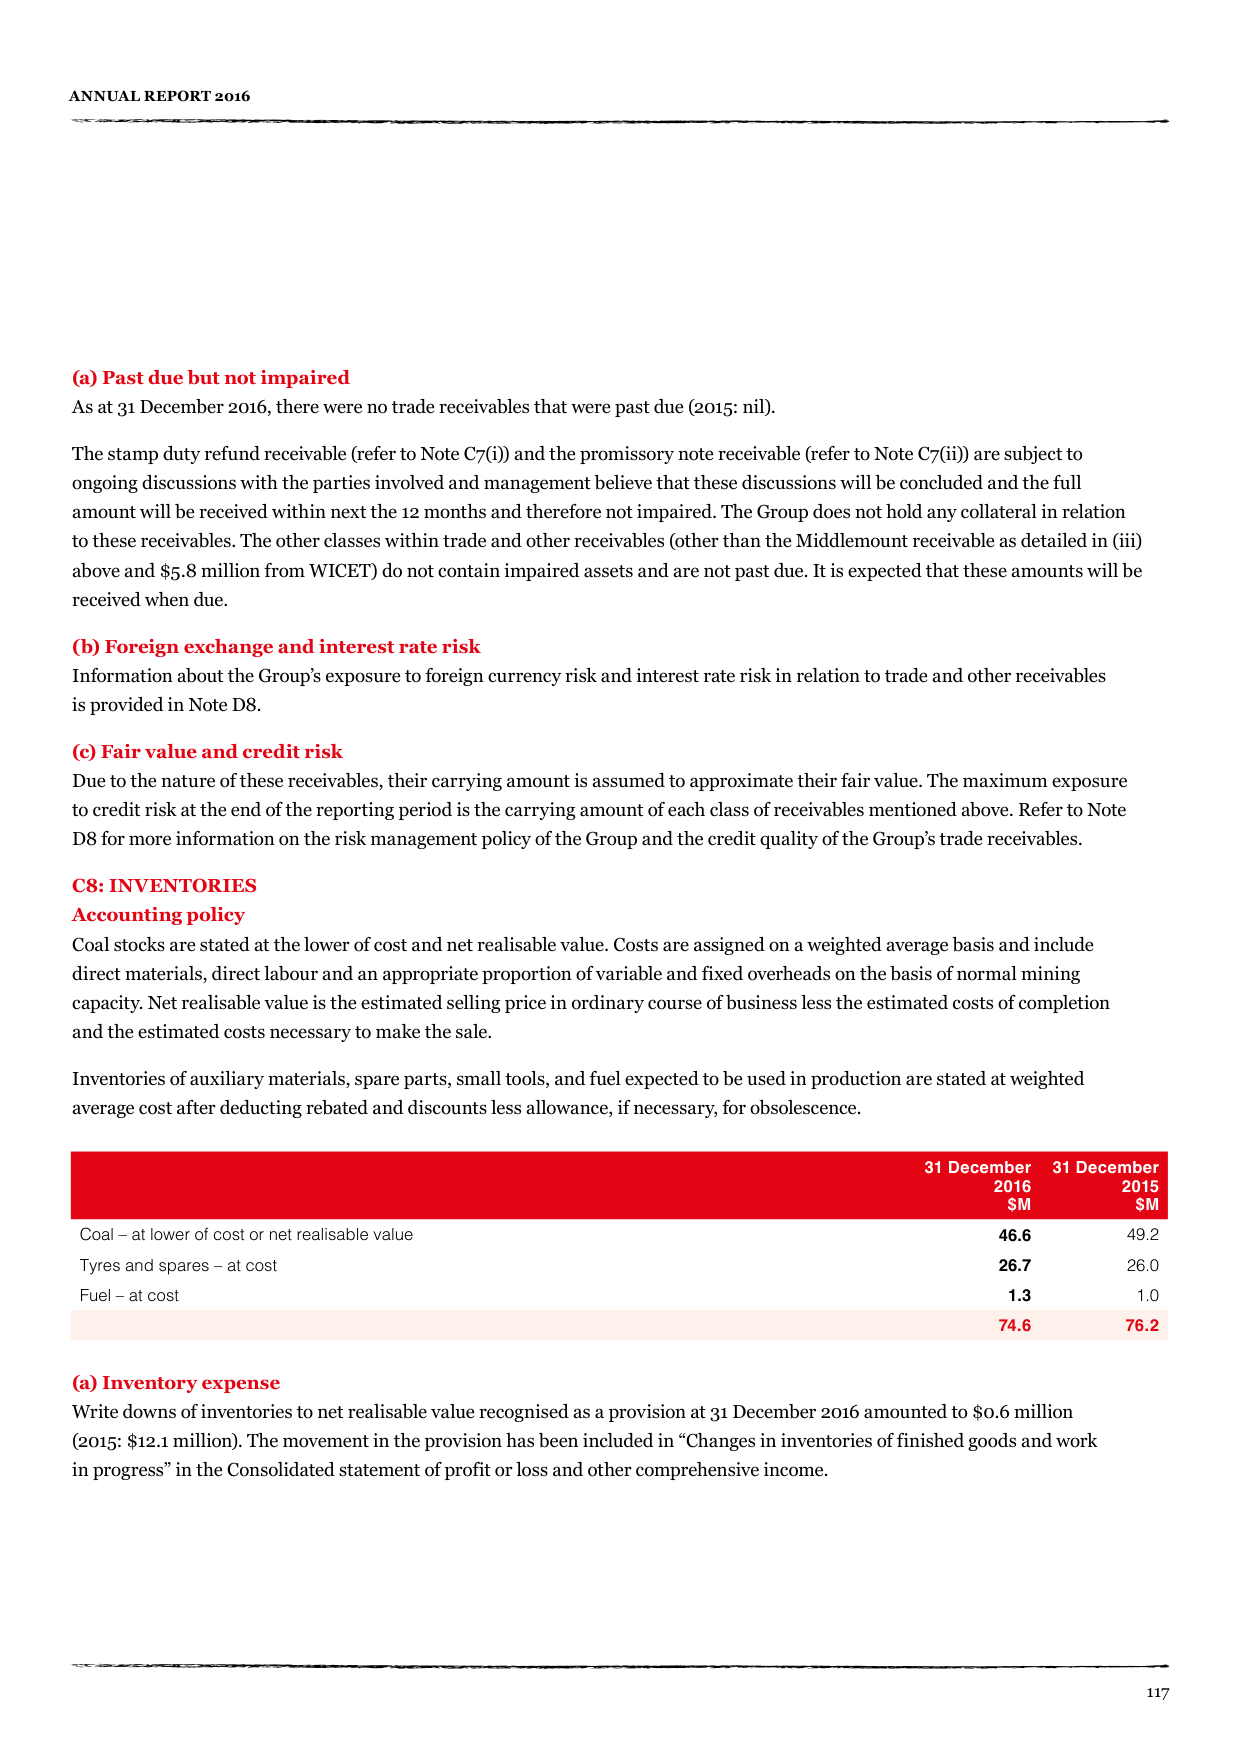 ANNUAL REPORT 2016
(a) Past due but not impaired
As at 31 December 2016, there were no trade receivables that were past due (2015: nil).
The stamp duty refund receivable (refer to Note C7(i)) and the promissory note receivable (refer to Note C7(ii)) are subject to
ongoing discussions with the parties involved and management believe that these discussions will be concluded and the full
amount will be received within next the 12 months and therefore not impaired. The Group does not hold any collateral in relation
to these receivables. The other classes within trade and other receivables (other than the Middlemount receivable as detailed in (iii)
above and $5.8 million from WICET) do not contain impaired assets and are not past due. It is expected that these amounts will be
received when due.
(b) Foreign exchange and interest rate risk
Information about the Group’s exposure to foreign currency risk and interest rate risk in relation to trade and other receivables
is provided in Note D8.
(c) Fair value and credit risk
Due to the nature of these receivables, their carrying amount is assumed to approximate their fair value. The maximum exposure
to credit risk at the end of the reporting period is the carrying amount of each class of receivables mentioned above. Refer to Note
D8 for more information on the risk management policy of the Group and the credit quality of the Group’s trade receivables.
C8: INVENTORIES
Accounting policy
Coal stocks are stated at the lower of cost and net realisable value. Costs are assigned on a weighted average basis and include
direct materials, direct labour and an appropriate proportion of variable and fixed overheads on the basis of normal mining
capacity. Net realisable value is the estimated selling price in ordinary course of business less the estimated costs of completion
and the estimated costs necessary to make the sale.
Inventories of auxiliary materials, spare parts, small tools, and fuel expected to be used in production are stated at weighted
average cost after deducting rebated and discounts less allowance, if necessary, for obsolescence.
31 December 31 December
2016 2015
$M $M
Coal – at lower of cost or net realisable value 46.6 49.2
Tyres and spares – at cost 26.7 26.0
Fuel – at cost 1.3 1.0
74.6 76.2
(a) Inventory expense
Write downs of inventories to net realisable value recognised as a provision at 31 December 2016 amounted to $0.6 million
(2015: $12.1 million). The movement in the provision has been included in “Changes in inventories of finished goods and work
in progress” in the Consolidated statement of profit or loss and other comprehensive income.
117